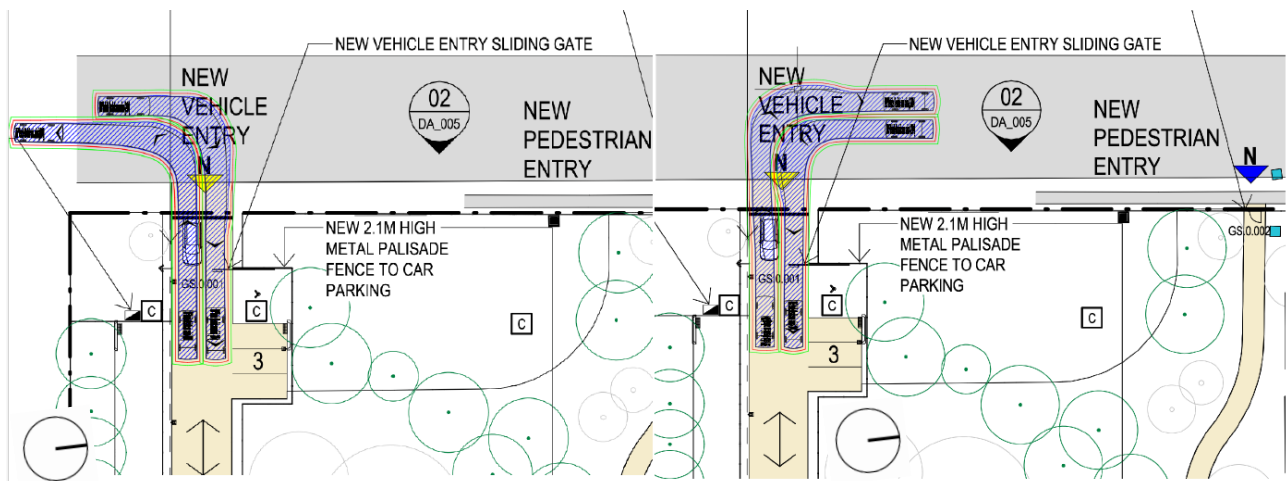 NEW VEHICLE ENTRY SLIDING GATE
NEW
VEHICLE
ENTRY
N
02
DA_005
NEW
PEDESTRIAN
ENTRY
NEW 2.1M HIGH
METAL PALISADE
FENCE TO CAR
PARKING
GS.0.001
C
C
C
3
NEW VEHICLE ENTRY SLIDING GATE
NEW
VEHICLE
ENTRY
N
02
DA_005
NEW
PEDESTRIAN
ENTRY
N
GS.0.002
NEW 2.1M HIGH
METAL PALISADE
FENCE TO CAR
PARKING
GS.0.001
C
C
C
3